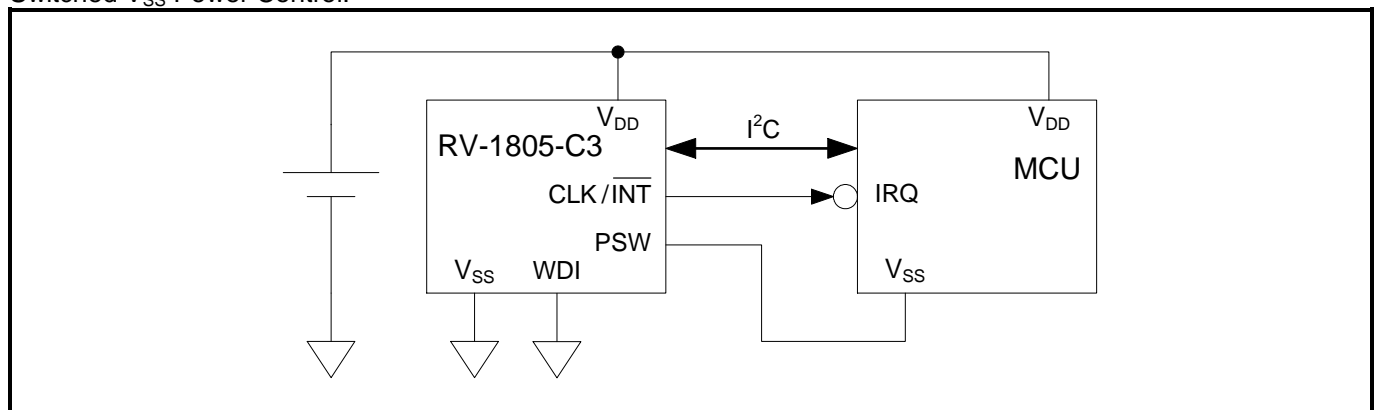 Switched VSS Power Control:
VDD
RV-1805-C3
I²C
VDD
MCU
CLK/INT
IRQ
PSW
VSS
WDI
VSS